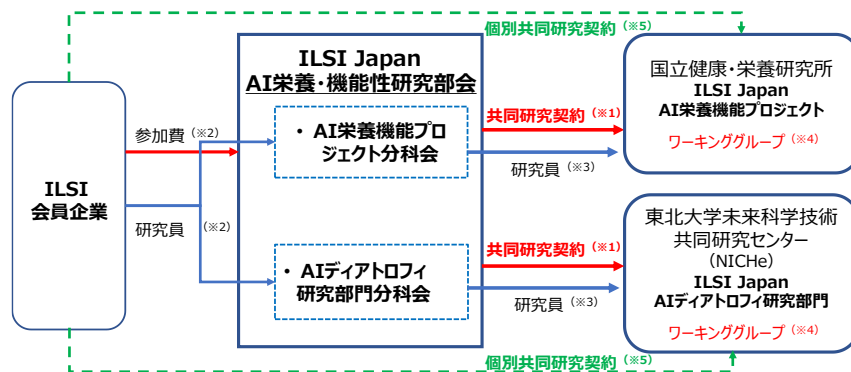 個別共同研究契約(※5)
ILSI Japan
AI栄養・機能性研究部会
国立健康・栄養研究所
ILSI Japan
AI栄養機能プロジェクト
ワーキンググループ(※4)
共同研究契約(※1)
参加費(※2)
・ AI栄養機能プロ
ジェクト分科会
研究員(※3)
ILSI
会員企業
研究員 (※2)
東北大学未来科学技術
共同研究センター
(NICHe)
ILSI Japan
AIディアトロフィ研究部門
ワーキンググループ(※4)
共同研究契約(※1)
・ AIディアトロフィ
研究部門分科会
研究員(※3)
個別共同研究契約(※5)